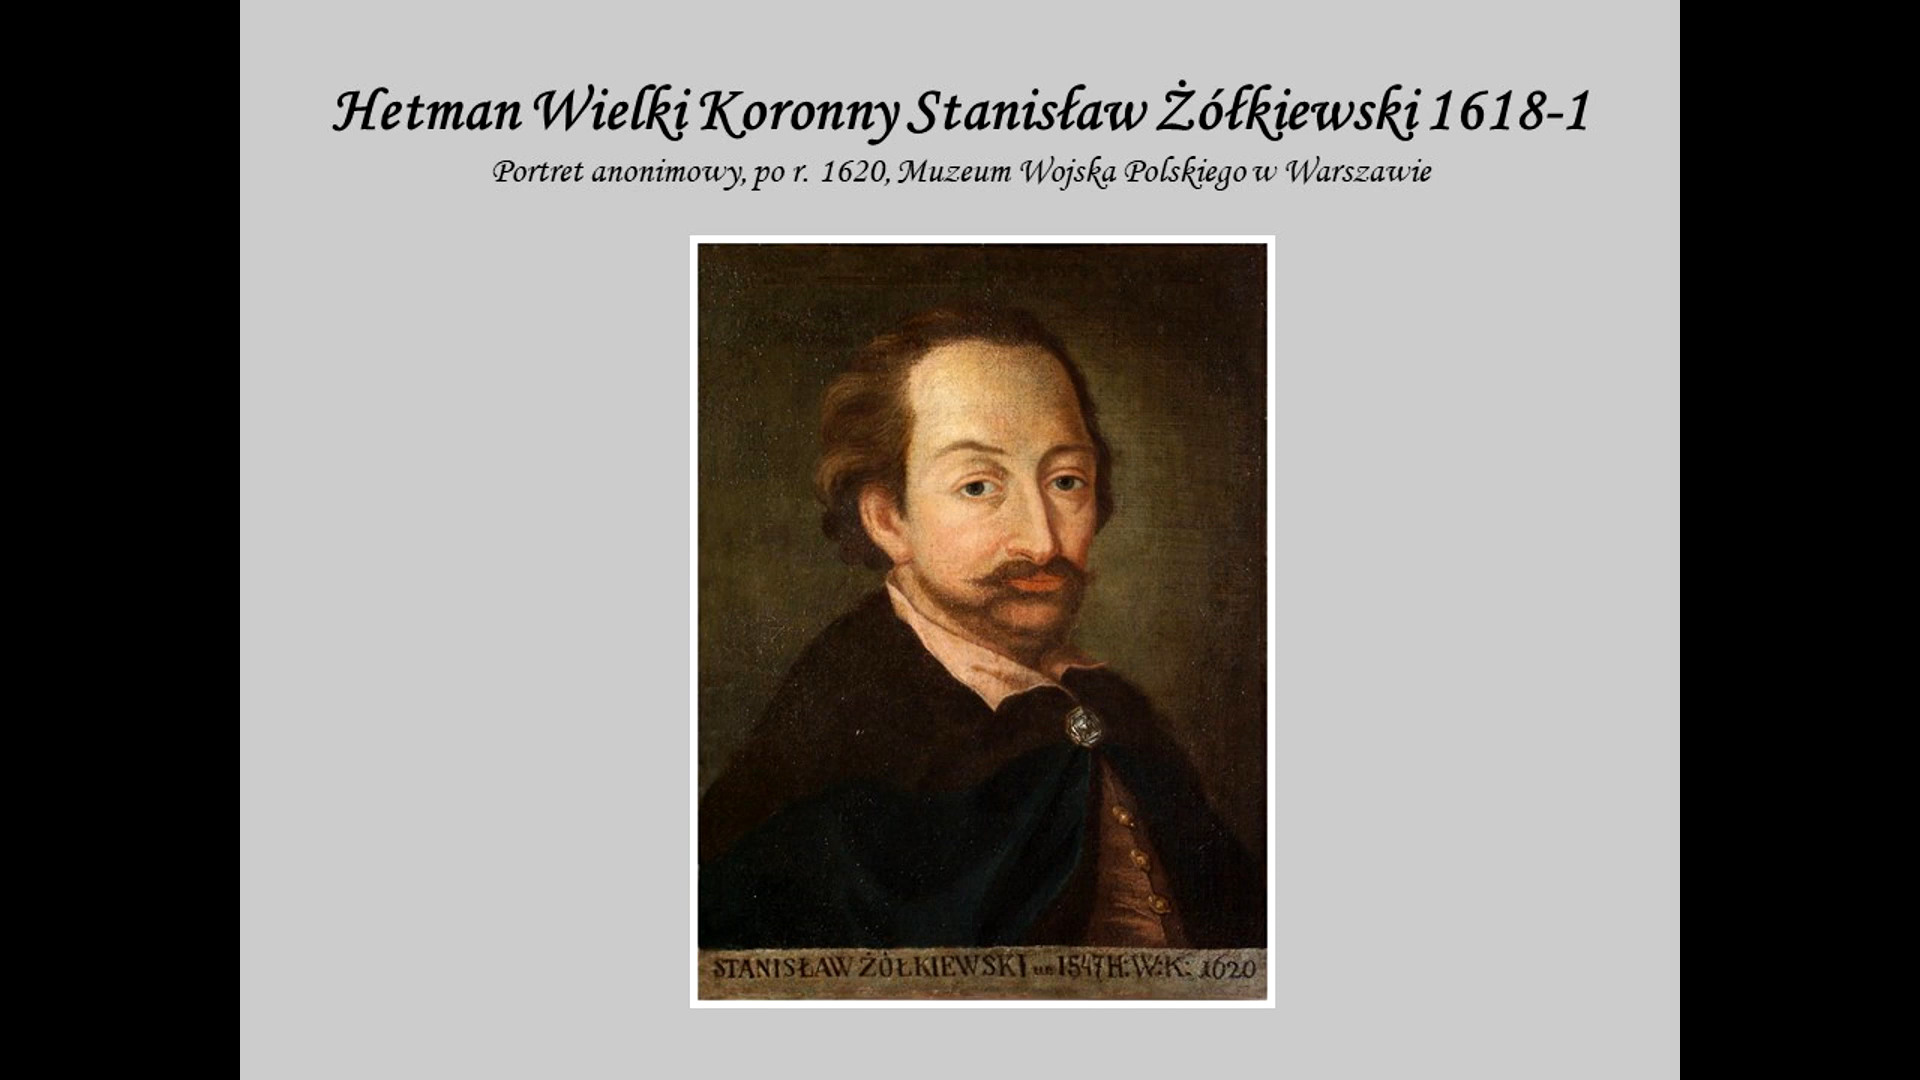 Hetman Wielki Koronny Stanisław Żółkiewski 1618-1
Portret anonimowy, po r. 1620, Muzeum Wojska Polskiego w Warszawie
STANISŁAW ŻÓŁKIEWSKI ur. 1547 H:W:K: 1620